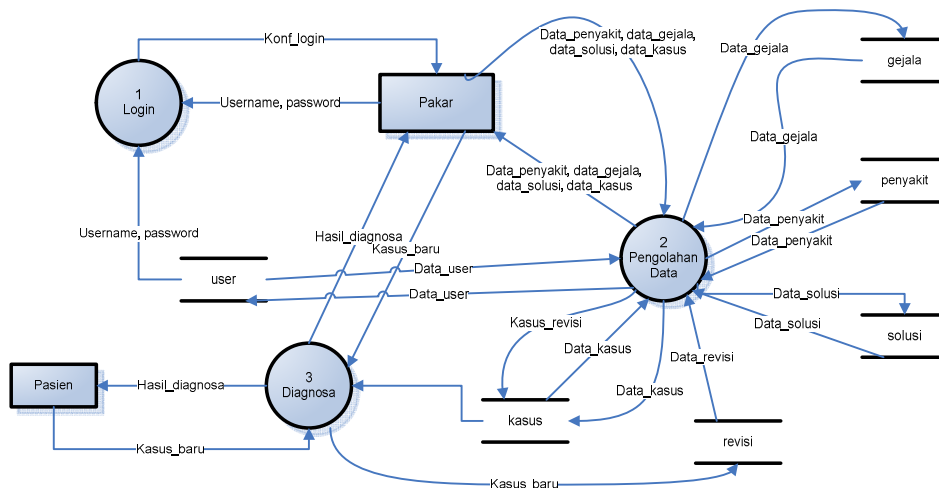 Konf_login
Data_penyakit, data_gejala,
data_solusi, data_kasus
Data_gejala
gejala
1
Login
Username, password
Pakar
Data_gejala
Data_penyakit, data_gejala,
data_solusi, data_kasus
penyakit
Data_penyakit
Username, password
Hasil_diagnosa
Kasus_baru
2
Pengolahan
Data
Data_penyakit
user
Data_user
Data_user
Data_solusi
Kasus_revisi
Data_solusi
solusi
Data_kasus
Data_revisi
Pasien
Hasil_diagnosa
3
Diagnosa
Data_kasus
kasus
revisi
Kasus_baru
Kasus_baru